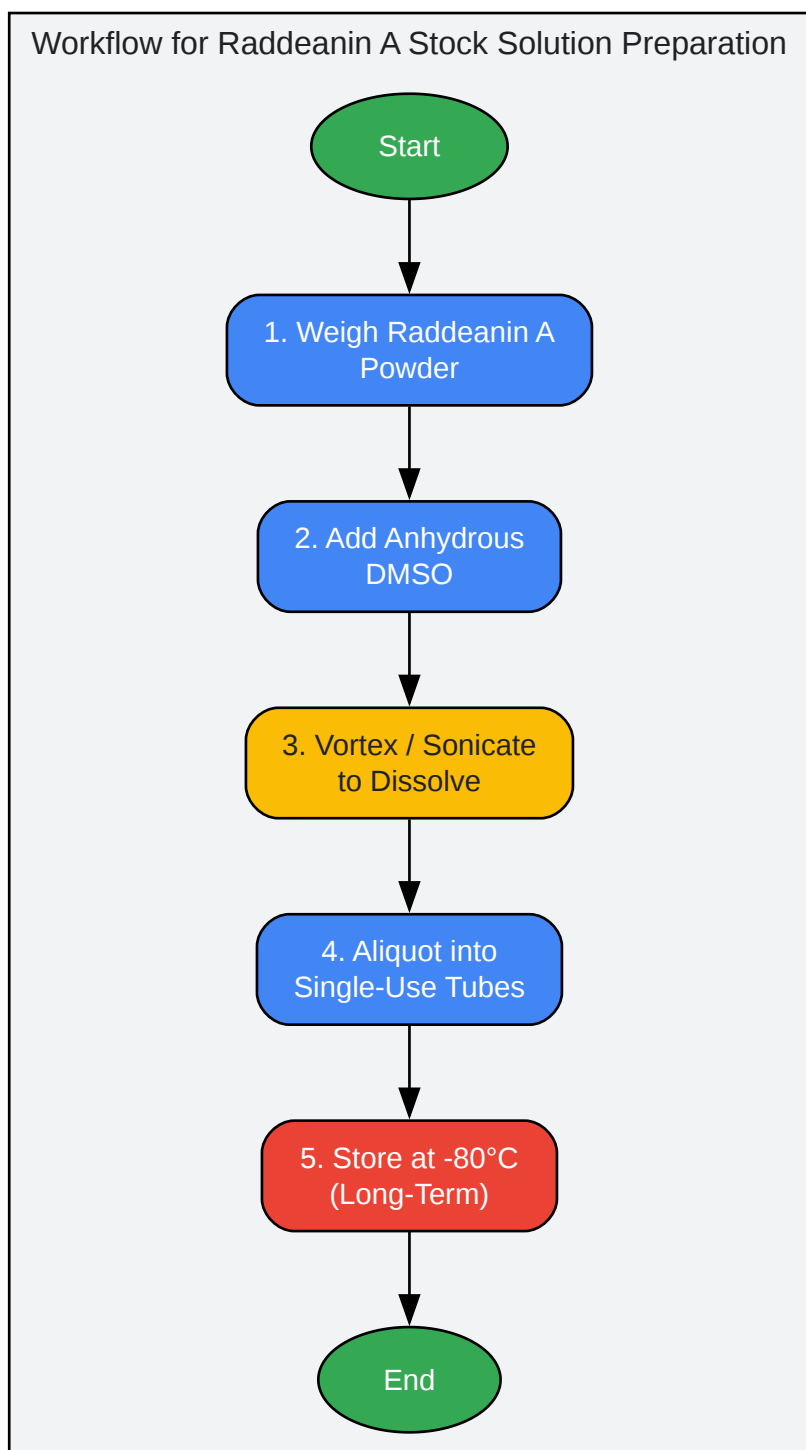 Workflow for Raddeanin A Stock Solution Preparation
Start
1. Weigh Raddeanin A
Powder
2. Add Anhydrous
DMSO
3. Vortex / Sonicate
to Dissolve
4. Aliquot into
Single-Use Tubes
5. Store at -80°C
(Long-Term)
End